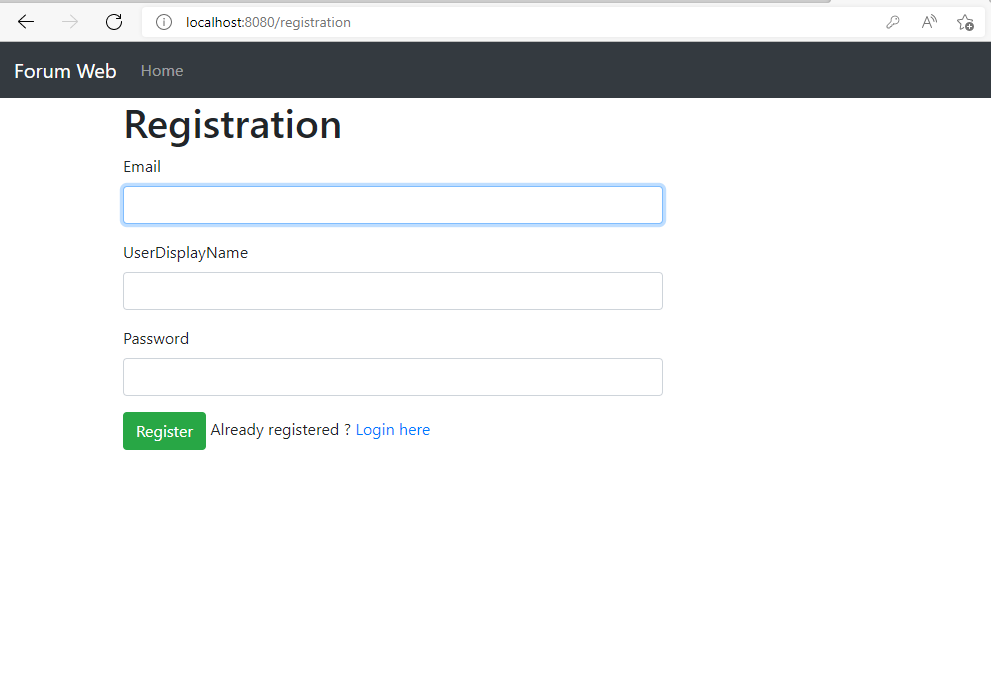 localhost:8080/registration
Forum Web Home
Registration
Email
UserDisplayName
Password
Register Already registered ? Login here